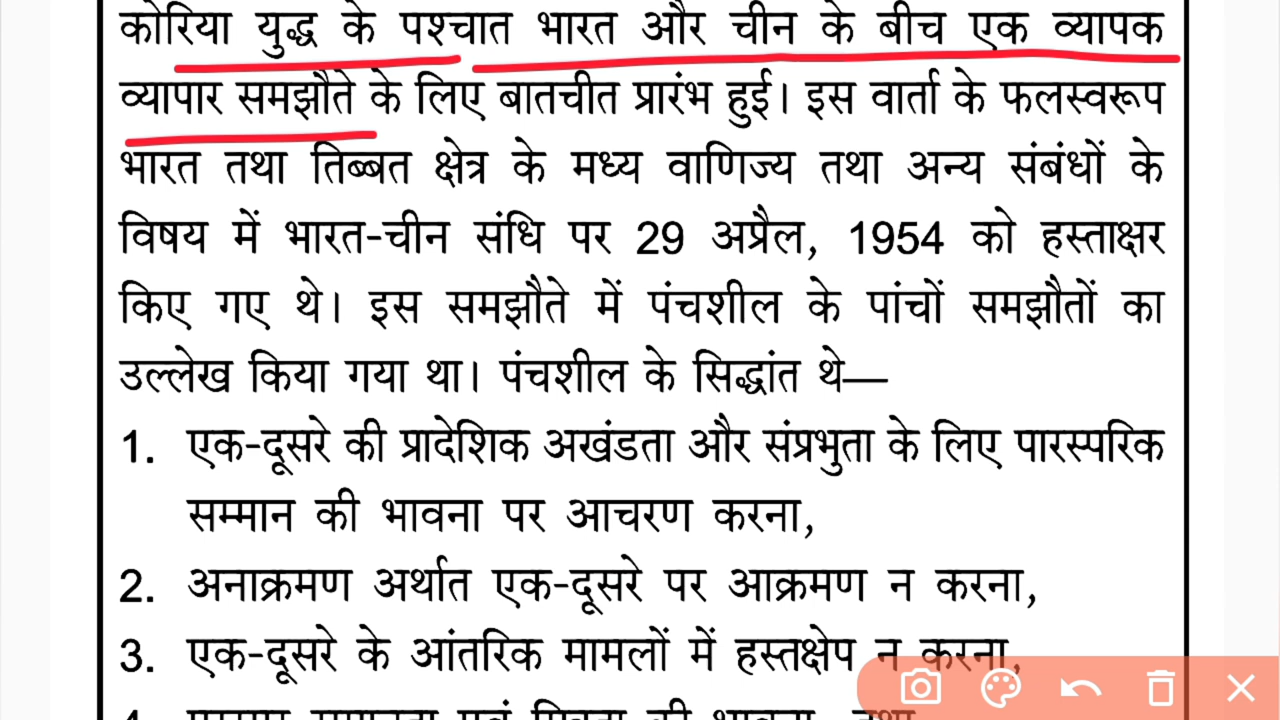 कोरिया युद्ध के पश्चात भारत और चीन के बीच एक व्यापक
व्यापार समझौते के लिए बातचीत प्रारंभ हुई। इस वार्ता के फलस्वरूप
भारत तथा तिब्बत क्षेत्र के मध्य वाणिज्य तथा अन्य संबंधों के
विषय में भारत-चीन संधि पर 29 अप्रैल, 1954 को हस्ताक्षर
किए गए थे। इस समझौते में पंचशील के पांचों समझौतों का
उल्लेख किया गया था। पंचशील के सिद्धांत थे—
1. एक-दूसरे की प्रादेशिक अखंडता और संप्रभुता के लिए पारस्परिक
सम्मान की भावना पर आचरण करना,
2. अनाक्रमण अर्थात एक-दूसरे पर आक्रमण न करना,
3. एक-दूसरे के आंतरिक मामलों में हस्तक्षेप न करना,